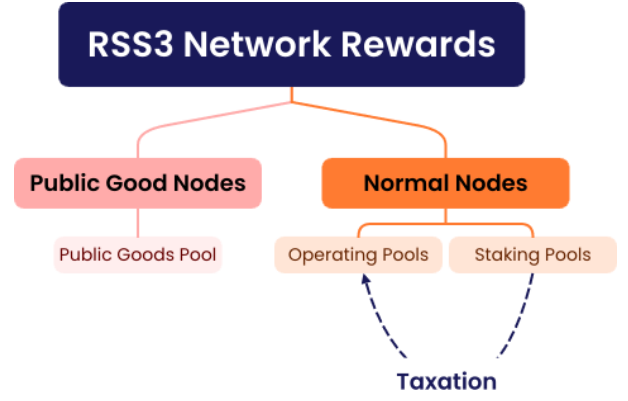 RSS3 Network Rewards
Public Good Nodes
Normal Nodes
Public Goods Pool
Operating Pools
Staking Pools
Taxation